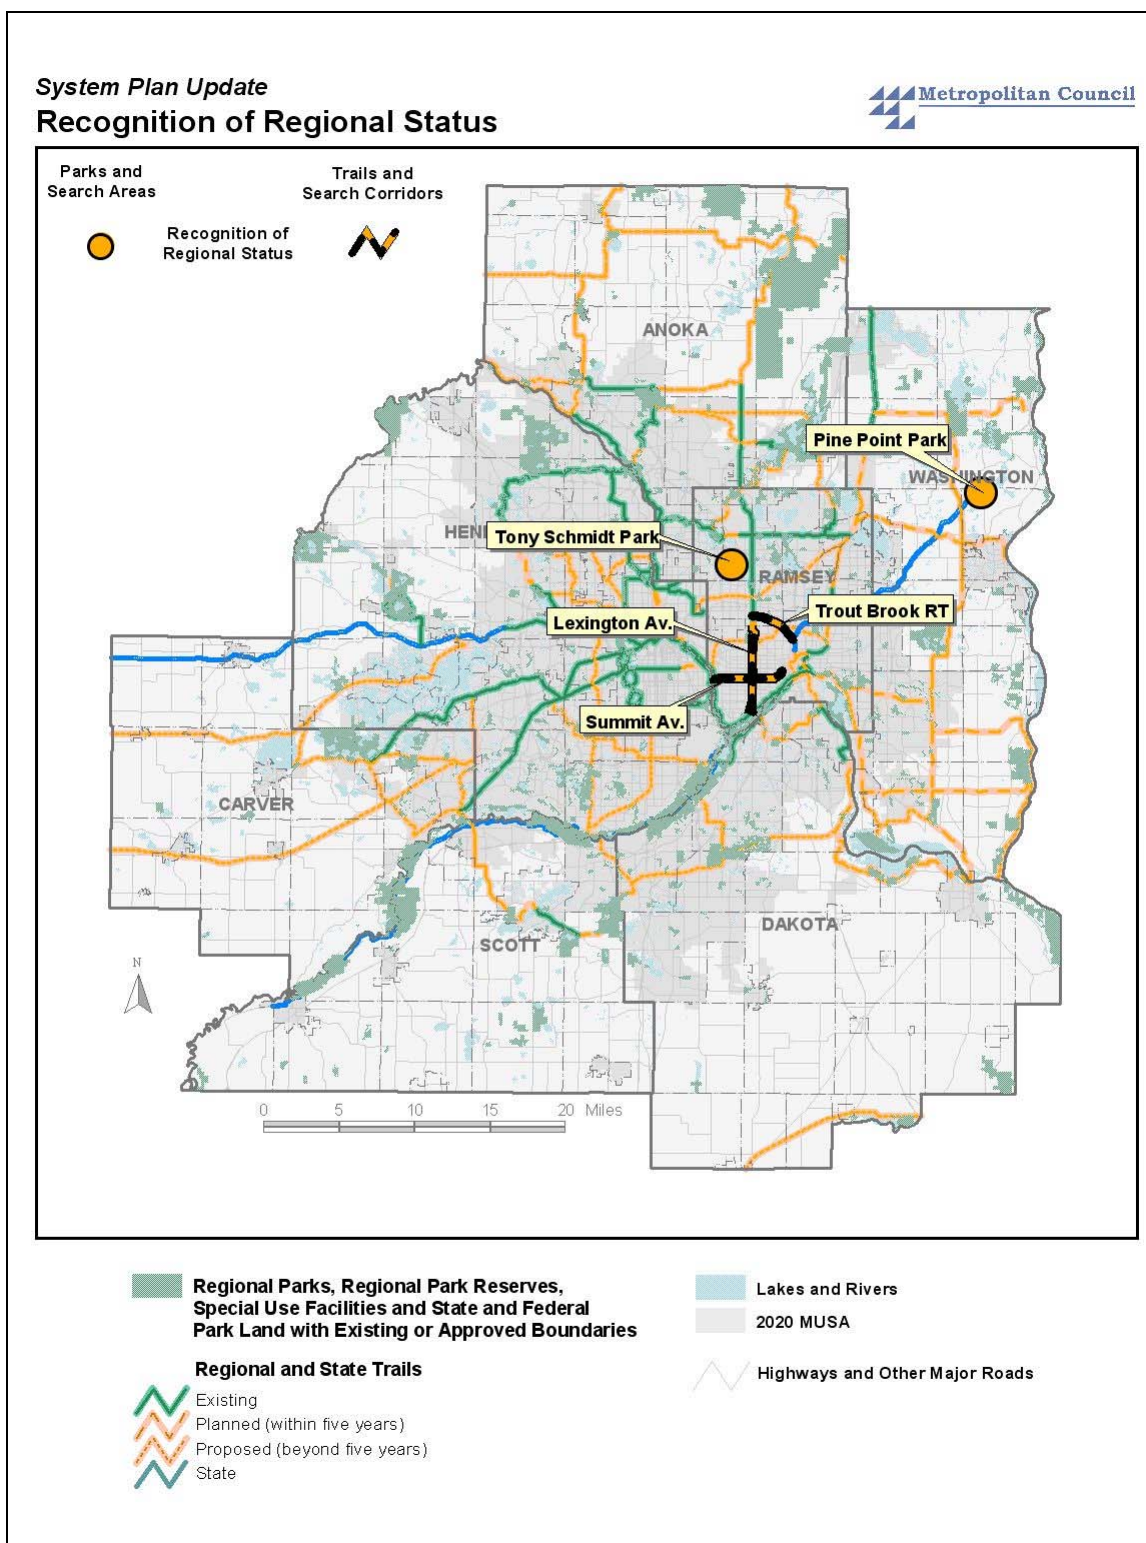 System Plan Update
Recognition of Regional Status
Metropolitan Council
Parks and
Search Areas
Trails and
Search Corridors
Recognition of
Regional Status
ANOKA
Pine Point Park
WASHINGTON
HENN
Tony Schmidt Park
RAMSEY
Trout Brook RT
Lexington Av.
Summit Av.
CARVER
SCOTT
DAKOTA
N
0 5 10 15 20 Miles
Regional Parks, Regional Park Reserves,
Special Use Facilities and State and Federal
Park Land with Existing or Approved Boundaries
Lakes and Rivers
2020 MUSA
Regional and State Trails
Highways and Other Major Roads
Existing
Planned (within five years)
Proposed (beyond five years)
State